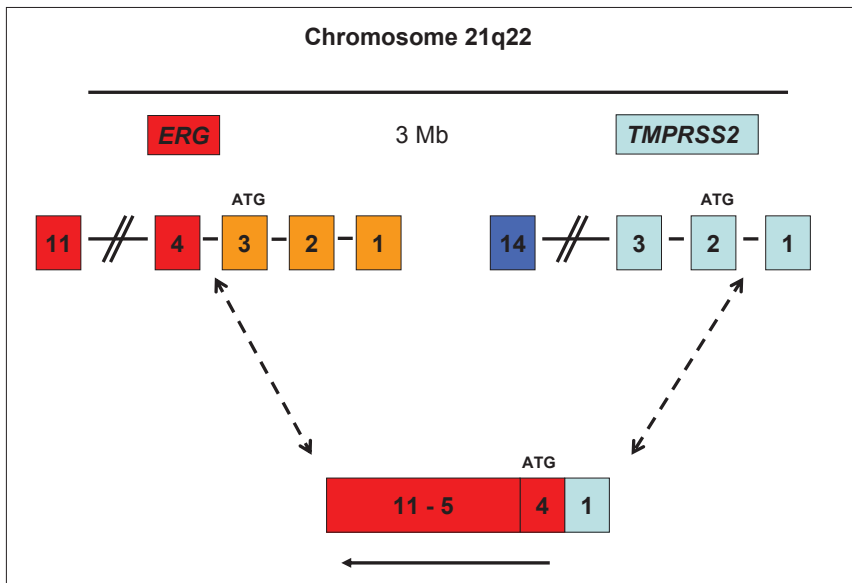 Chromosome 21q22
ERG 3 Mb TMPRSS2
ATG ATG
11 4 3 2 1 14 3 2 1
ATG
11 - 5 4 1